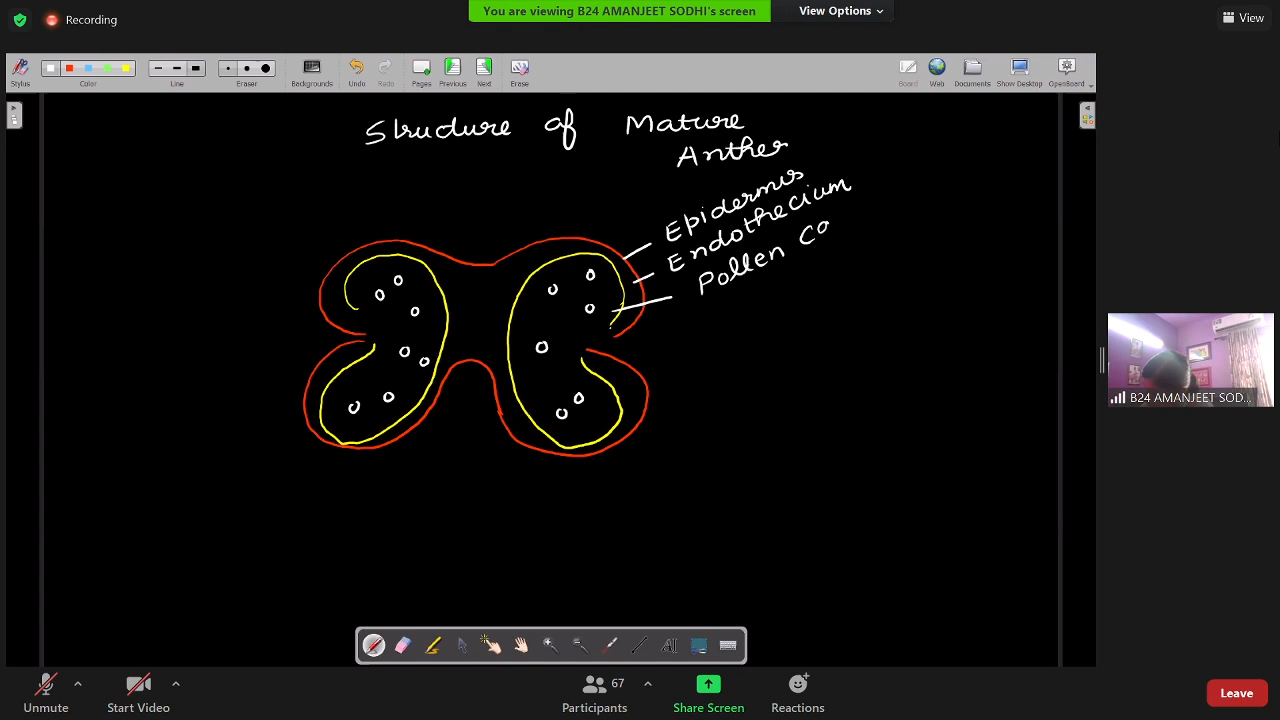 Recording
You are viewing B24 AMANJEET SODHI's screen
View Options
View
Stylus
Color
Line
Eraser
Backgrounds
Undo
Redo
Pages
Previous
Next
Erase
Board
Web
Documents
Show Desktop
OpenBoard
Structure of Mature
Anther
Epidermis
Endothecium
Pollen Ca
B24 AMANJEET SOD...
Unmute
Start Video
67
Participants
Share Screen
Reactions
Leave